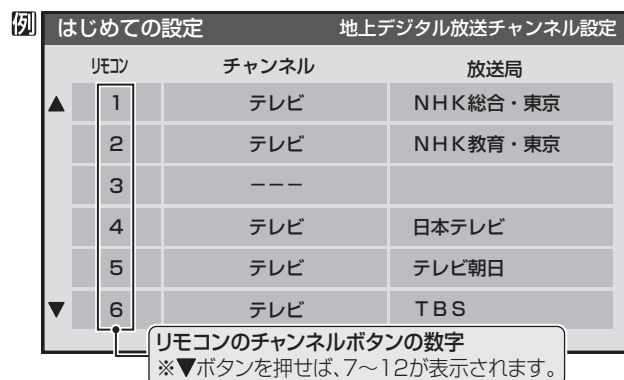 例
はじめての設定 地上デジタル放送チャンネル設定
リモコン チャンネル 放送局
▲ 1 テレビ NHK総合・東京
2 テレビ NHK教育・東京
3 −−−
4 テレビ 日本テレビ
5 テレビ テレビ朝日
▼ 6 テレビ TBS
リモコンのチャンネルボタンの数字
※▼ボタンを押せば、7〜12が表示されます。